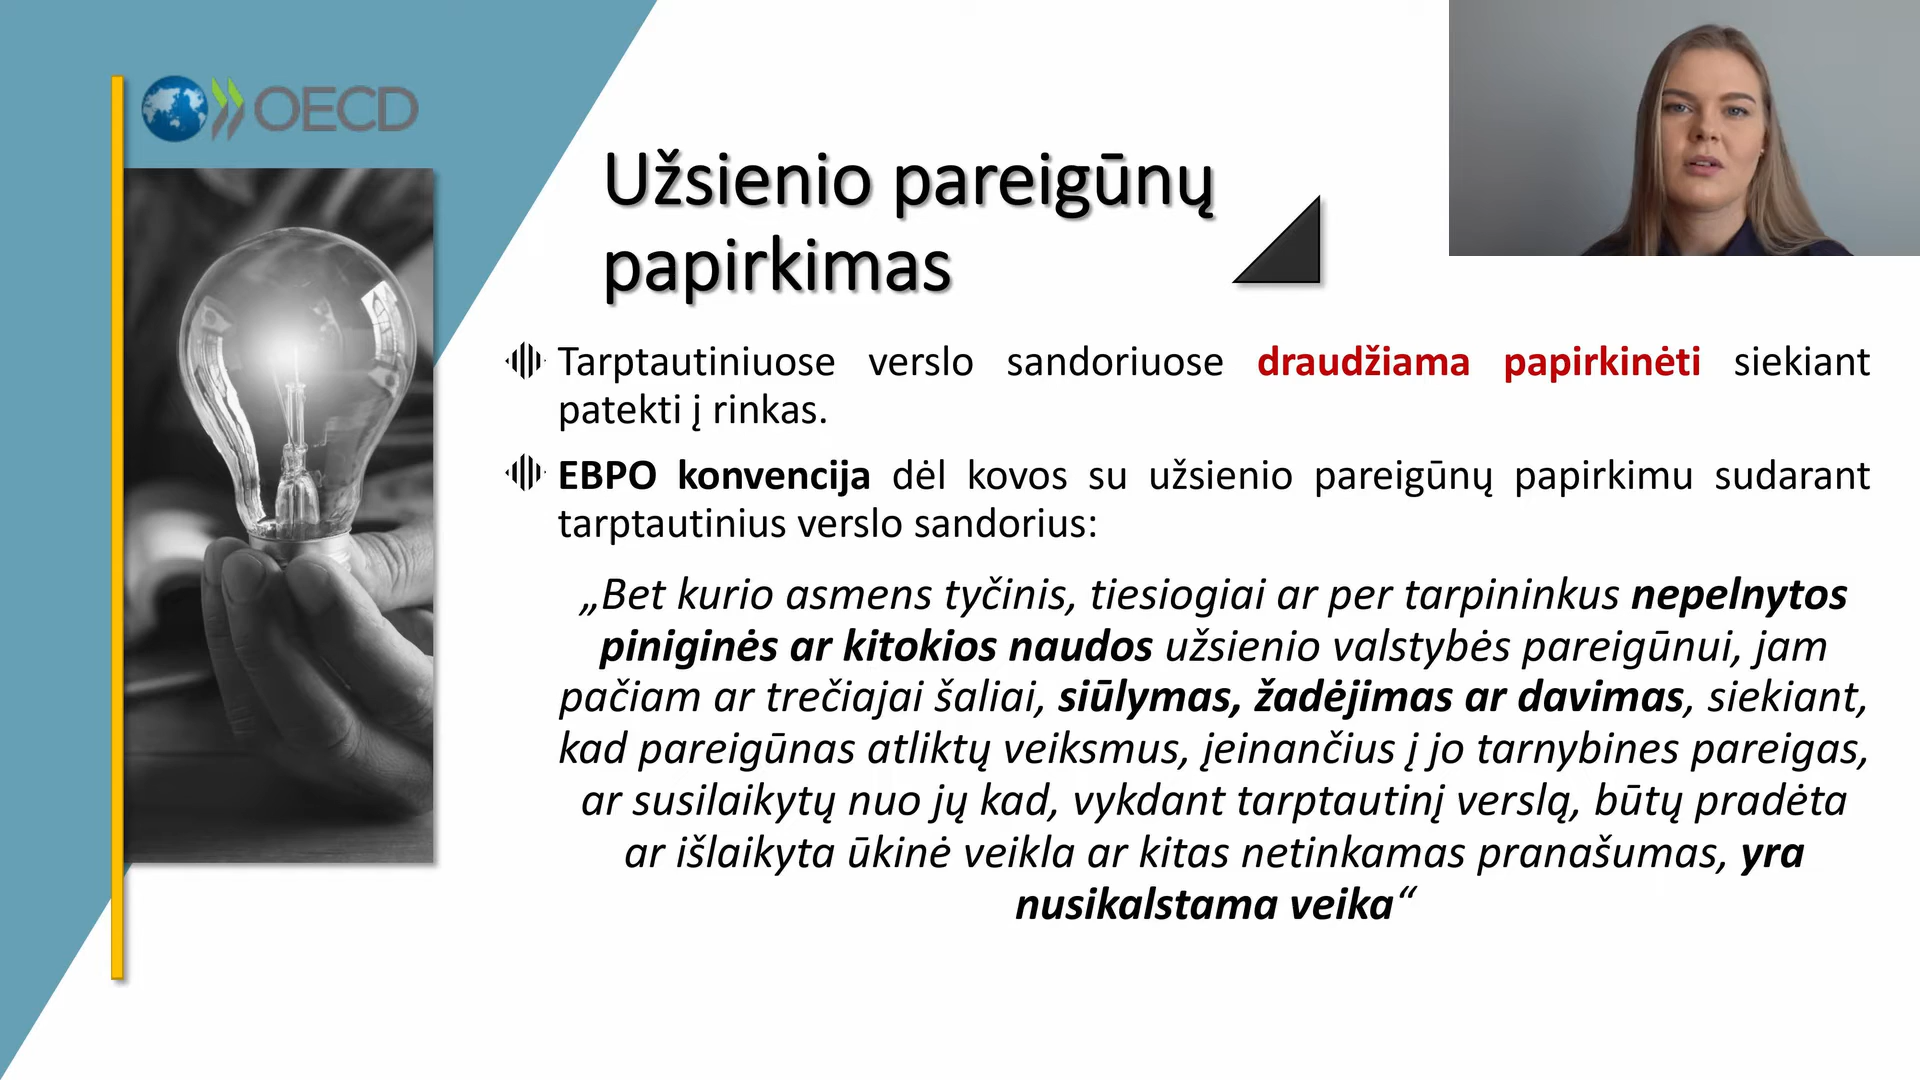 OECD
Užsienio pareigūnų
papirkimas
Tarptautiniuose verslo sandoriuose draudžiama papirkinėti siekiant
patekti į rinkas.
EBPO konvencija dėl kovos su užsienio pareigūnų papirkimu sudarant
tarptautinius verslo sandorius:
„Bet kurio asmens tyčinis, tiesiogiai ar per tarpininkus nepelnytos
piniginės ar kitokios naudos užsienio valstybės pareigūnui, jam
pačiam ar trečiajai šaliai, siūlymas, žadėjimas ar davimas, siekiant,
kad pareigūnas atliktų veiksmus, įeinančius į jo tarnybines pareigas,
ar susilaikytų nuo jų kad, vykdant tarptautinį verslą, būtų pradėta
ar išlaikyta ūkinė veikla ar kitas netinkamas pranašumas, yra
nusikalstama veika“